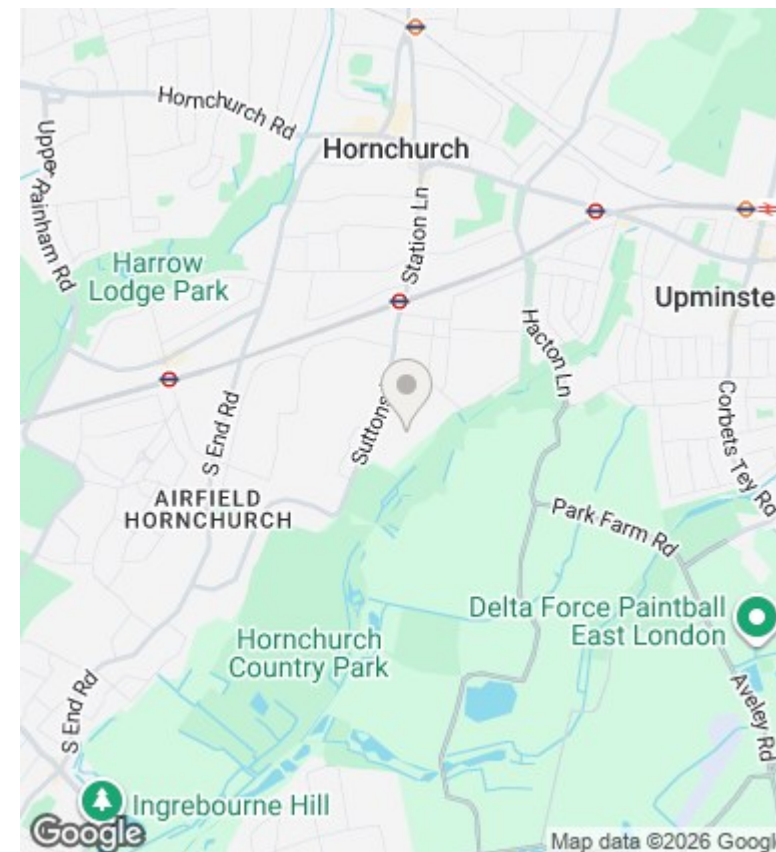 Hornchurch Rd
Hornchurch
Upper Rainham Rd
Station Ln
Harrow
Lodge Park
Upminste
Hacton Ln
Corbets Tey Rd
S End Rd
Suttons
AIRFIELD
HORNCHURCH
Park Farm Rd
Delta Force Paintball
East London
Hornchurch
Country Park
S End Rd
Aveley Rd
Ingrebourne Hill
Google
Map data ©2026 Google